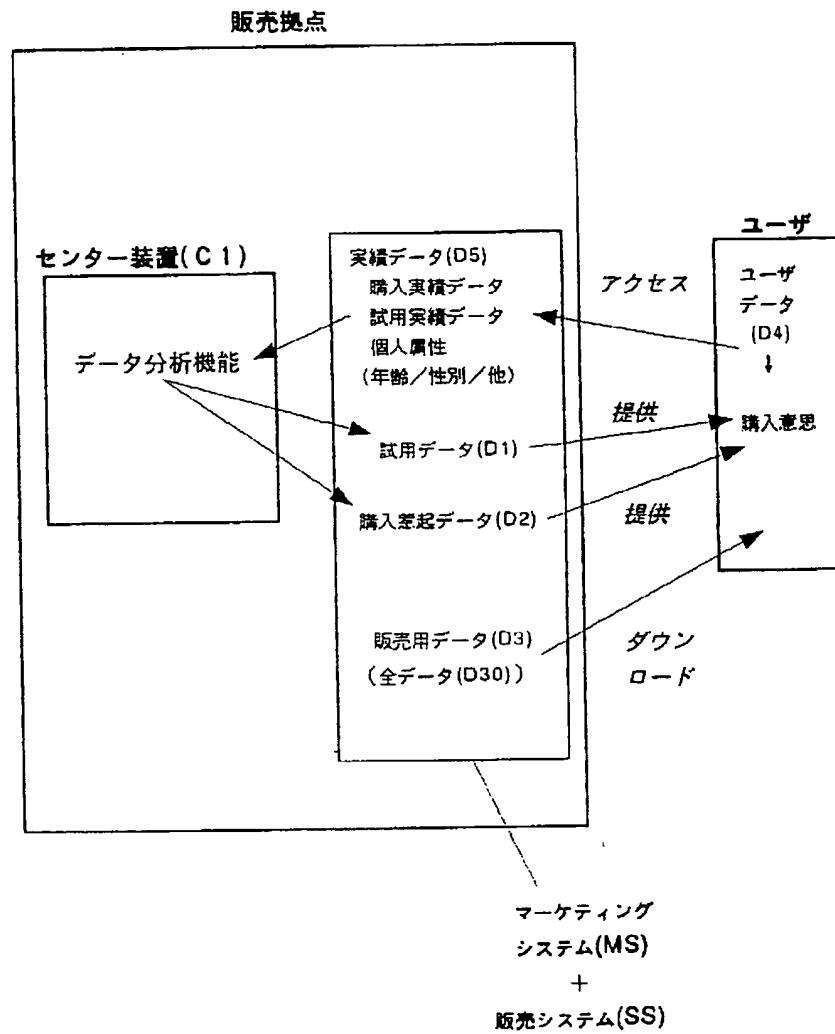 販売拠点
センター装置(C1)
データ分析機能
実績データ(D5)
購入実績データ
試用実績データ
個人属性
(年齢/性別/他)
試用データ(D1)
購入惹起データ(D2)
販売用データ(D3)
(全データ(D30))
アクセス
提供
提供
ダウン
ロード
ユーザ
ユーザ
データ
(D4)
↓
購入意思
マーケティング
システム(MS)
+
販売システム(SS)